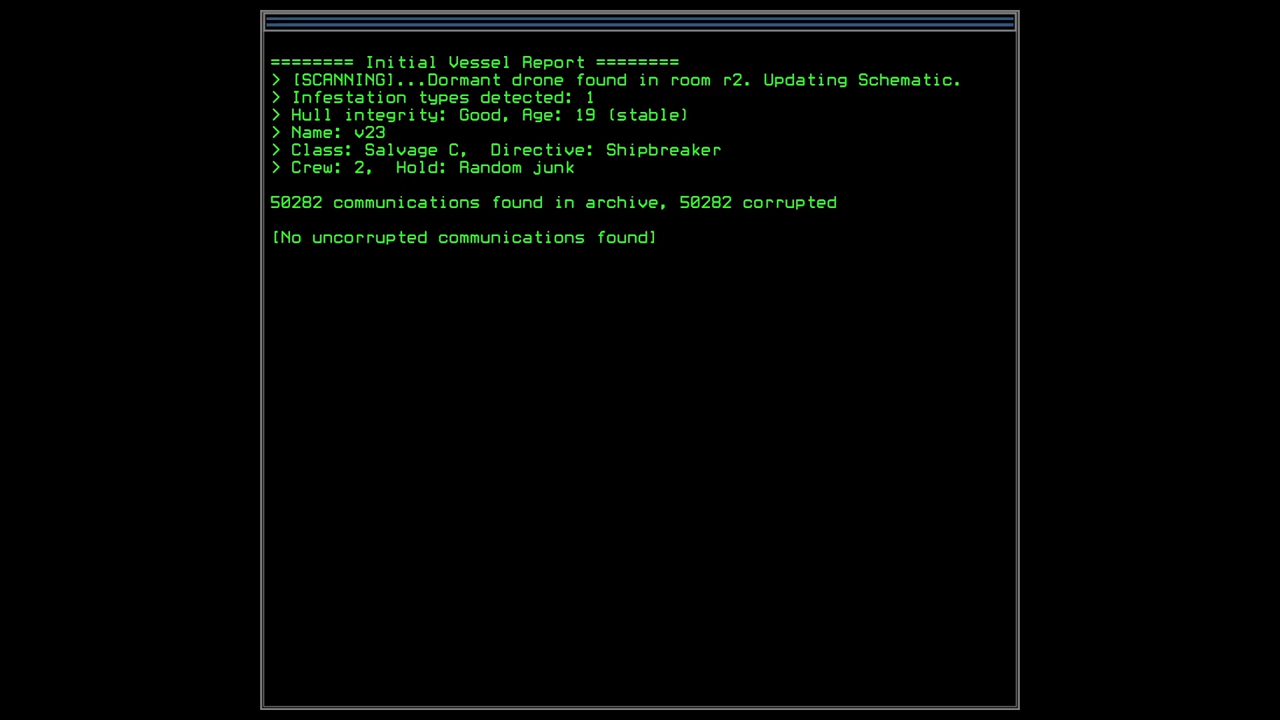 ======== Initial Vessel Report ========
> [SCANNING]...Dormant drone found in room r2. Updating Schematic.
> Infestation types detected: 1
> Hull integrity: Good, Age: 19 (stable)
> Name: v23
> Class: Salvage C,  Directive: Shipbreaker
> Crew: 2,  Hold: Random junk
50282 communications found in archive, 50282 corrupted
[No uncorrupted communications found]